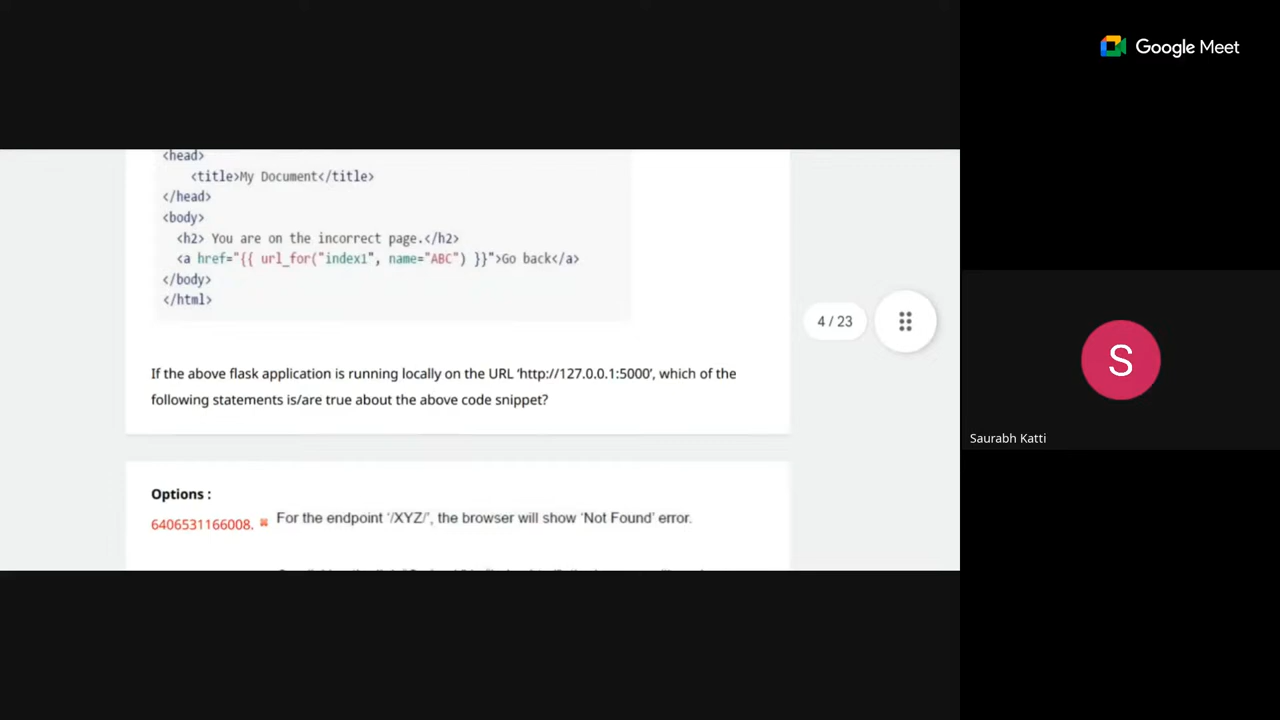 Google Meet
<head>
<title>My Document</title>
</head>
<body>
<h2> You are on the incorrect page.</h2>
<a href="{{ url_for("index1", name="ABC") }}">Go back</a>
</body>
</html>
4 / 23
If the above flask application is running locally on the URL ‘http://127.0.0.1:5000’, which of the
following statements is/are true about the above code snippet?
S
Saurabh Katti
Options :
6406531166008. For the endpoint ‘/XYZ/’, the browser will show ‘Not Found’ error.